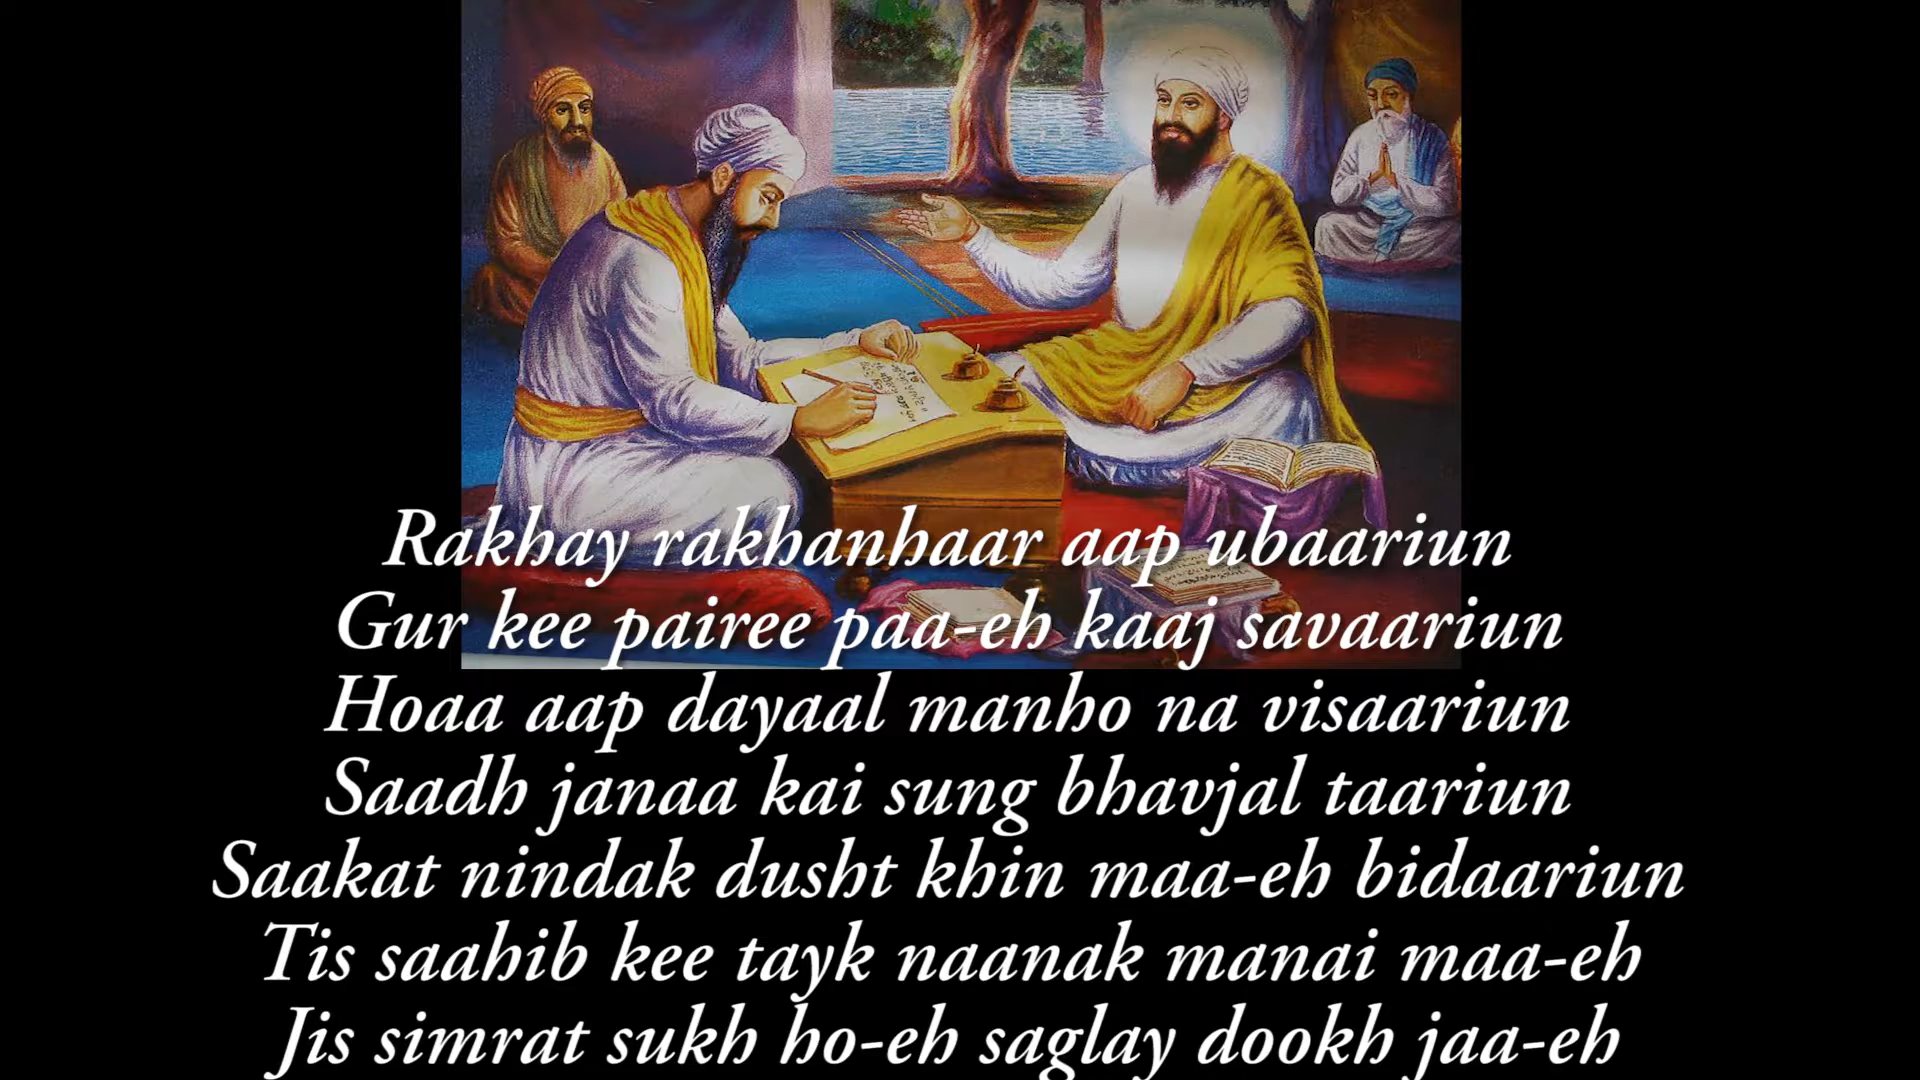 Rakhay rakhanhaar aap ubaariun
Gur kee pairee paa-eh kaaj savaariun
Hoaa aap dayaal manho na visaariun
Saadh janaa kai sung bhavjal taariun
Saakat nindak dusht khin maa-eh bidaariun
Tis saahib kee tayk naanak manai maa-eh
Jis simrat sukh ho-eh saglay dookh jaa-eh